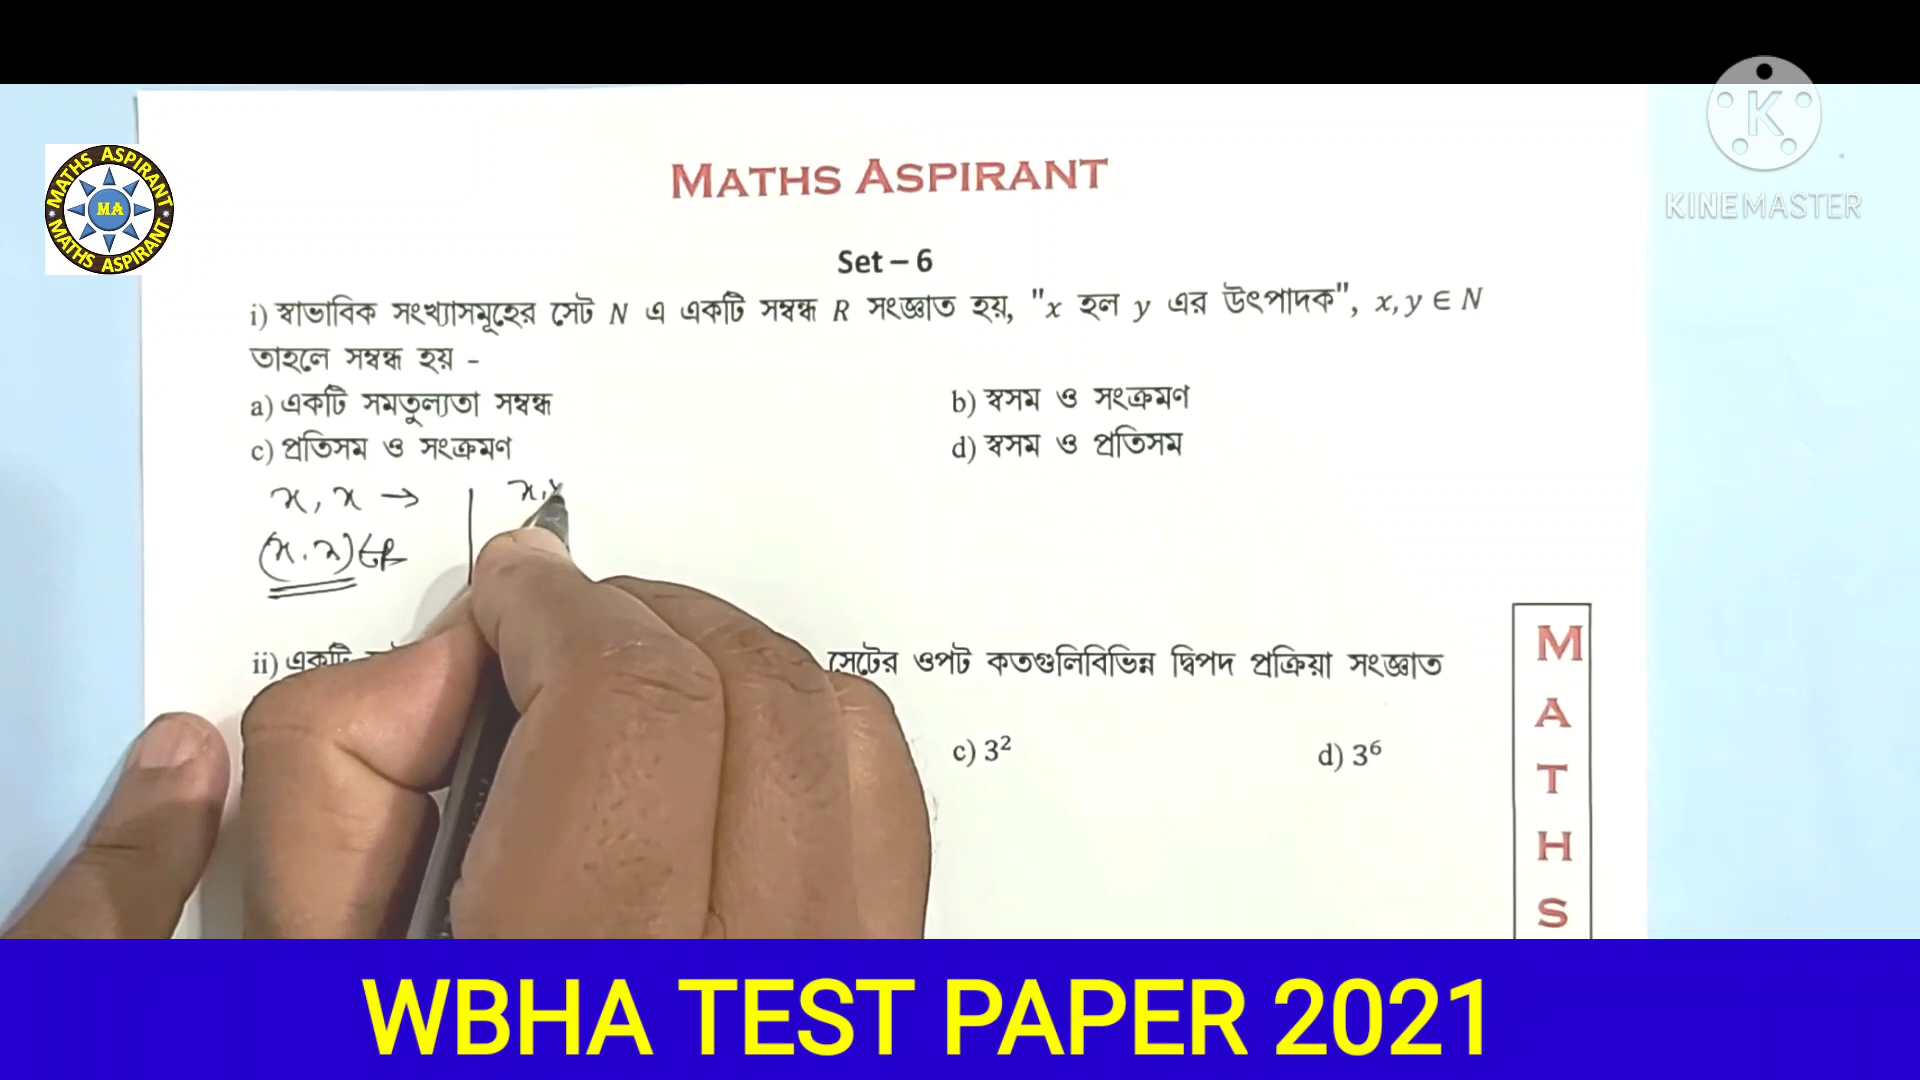 MATHS ASPIRANT
MA
MATHS ASPIRANT
K
KINEMASTER
MATHS ASPIRANT
Set – 6
i) স্বাভাবিক সংখ্যাসমূহের সেট N এ একটি সম্বন্ধ R সংজ্ঞাত হয়, "x হল y এর উৎপাদক", x, y ∈ N
তাহলে সম্বন্ধ হয় -
a) একটি সমতুল্যতা সম্বন্ধ
b) স্বসম ও সংক্রমণ
c) প্রতিসম ও সংক্রমণ
d) স্বসম ও প্রতিসম
x, x →
(x, x) ∈ R
x, y
ii) একটি
সেটের ওপট কতগুলিবিভিন্ন দ্বিপদ প্রক্রিয়া সংজ্ঞাত
c) 3²
d) 3⁶
M
A
T
H
S
WBHA TEST PAPER 2021